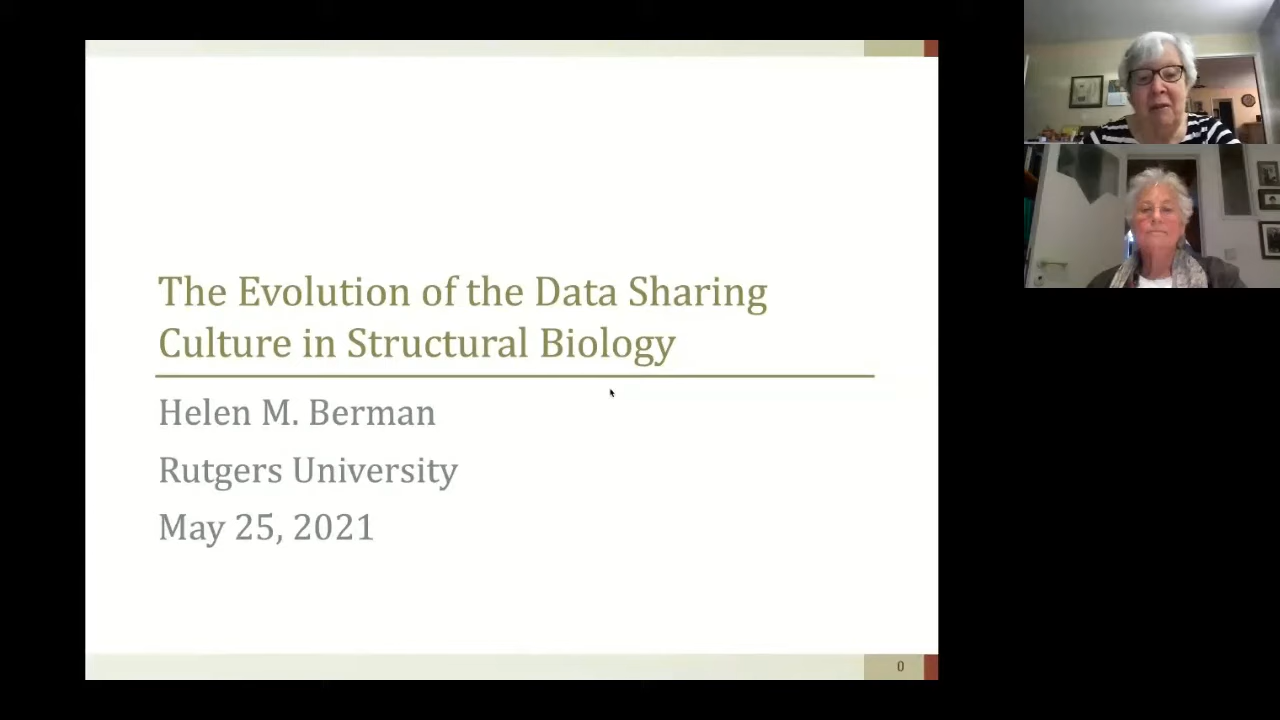 The Evolution of the Data Sharing
Culture in Structural Biology
Helen M. Berman
Rutgers University
May 25, 2021
0